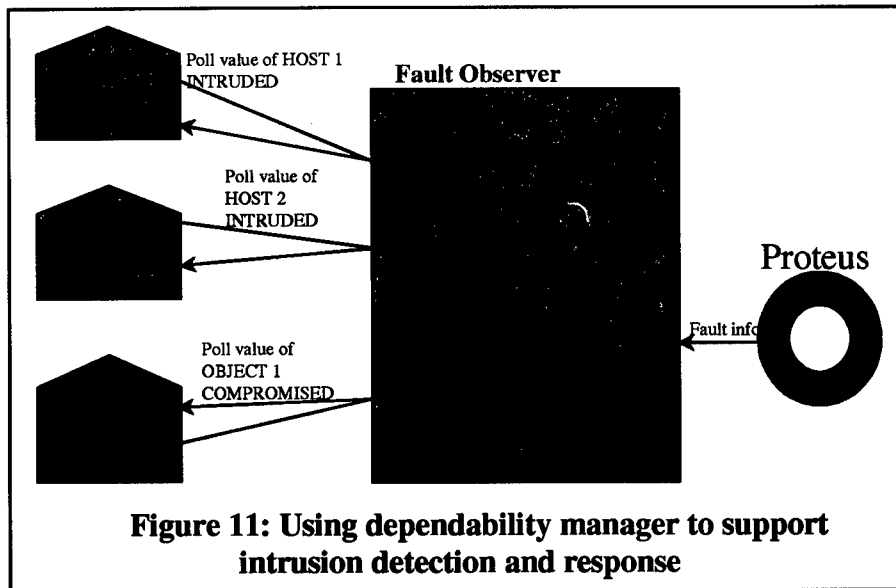 Poll value of HOST 1
INTRUDED
Fault Observer
Poll value of
HOST 2
INTRUDED
Proteus
Fault info
Poll value of
OBJECT 1
COMPROMISED
Figure 11: Using dependability manager to support
intrusion detection and response